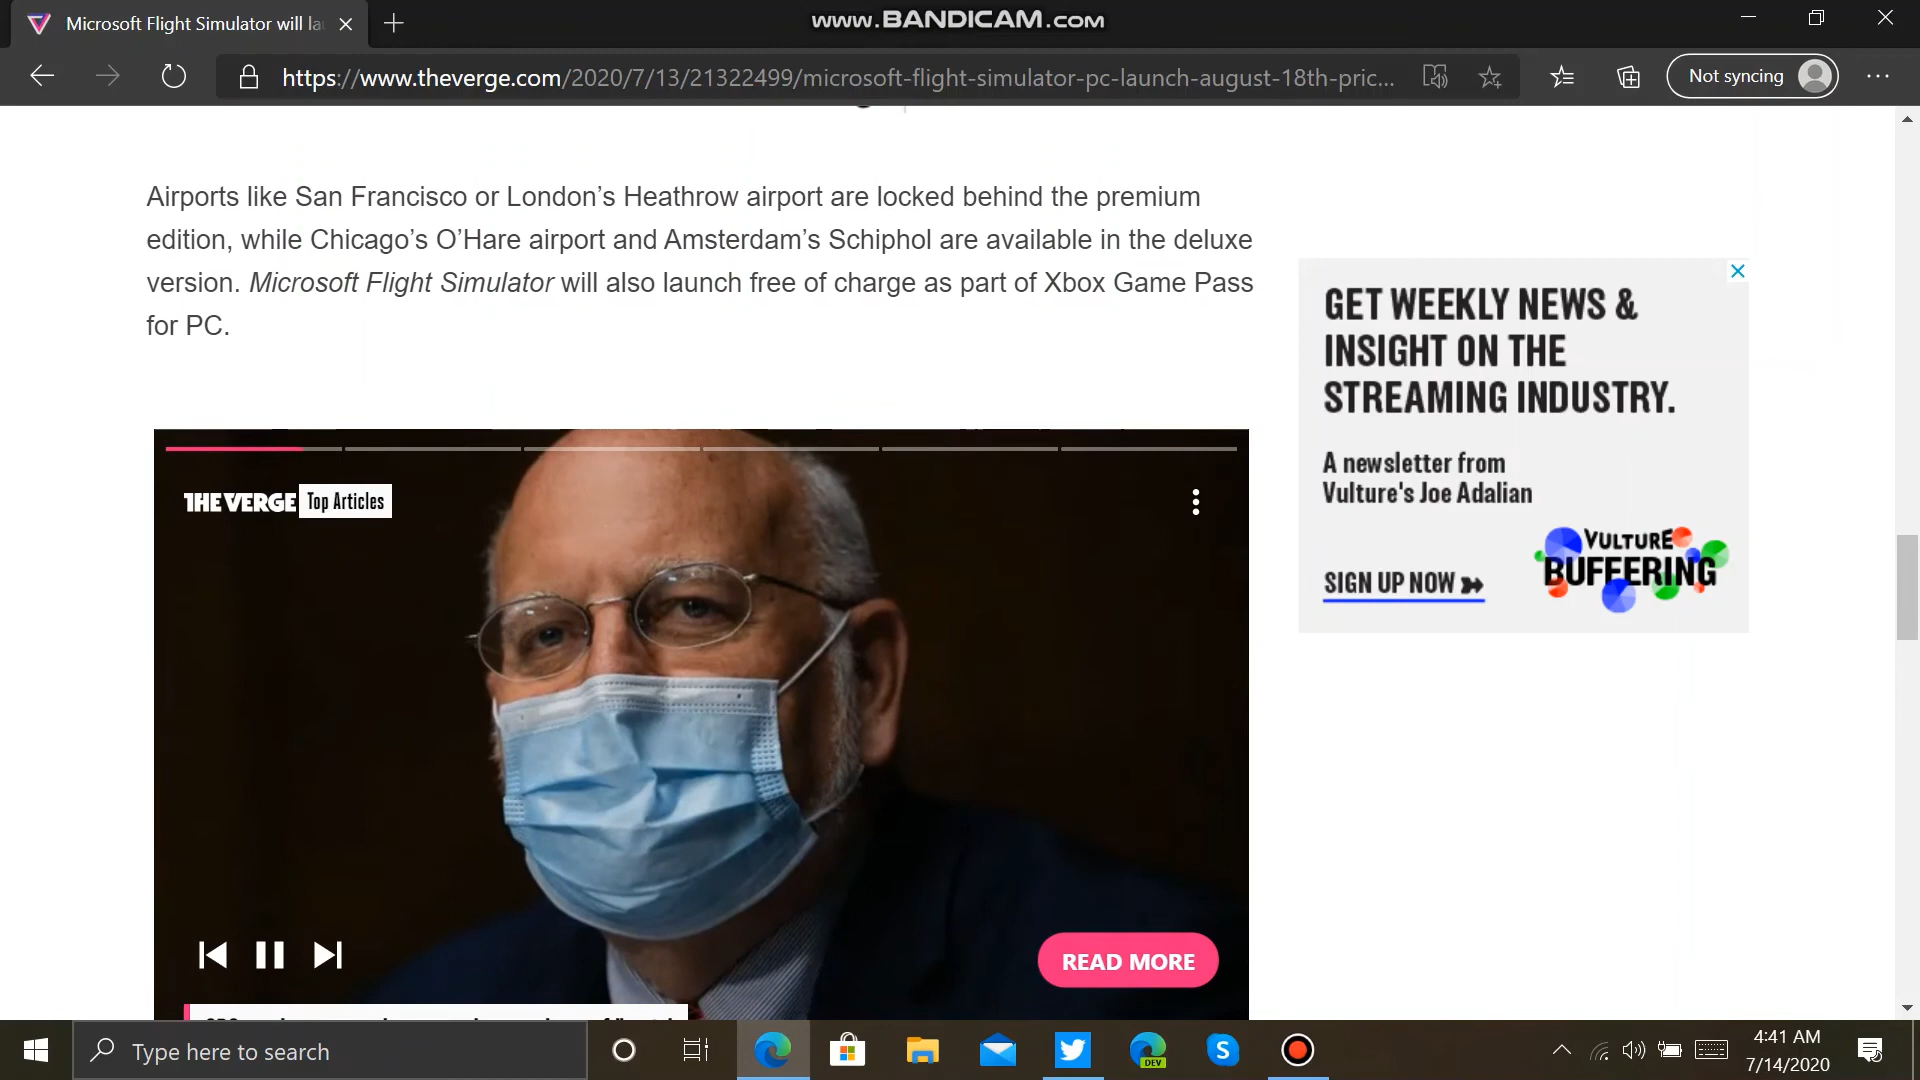 Microsoft Flight Simulator will la
www.BANDICAM.com
https://www.theverge.com/2020/7/13/21322499/microsoft-flight-simulator-pc-launch-august-18th-pric...
Not syncing
Airports like San Francisco or London’s Heathrow airport are locked behind the premium
edition, while Chicago’s O’Hare airport and Amsterdam’s Schiphol are available in the deluxe
version. Microsoft Flight Simulator will also launch free of charge as part of Xbox Game Pass
for PC.
GET WEEKLY NEWS &
INSIGHT ON THE
STREAMING INDUSTRY.
A newsletter from
Vulture's Joe Adalian
SIGN UP NOW
VULTURE
BUFFERING
THE VERGE Top Articles
READ MORE
Type here to search
DEV
S
4:41 AM
7/14/2020